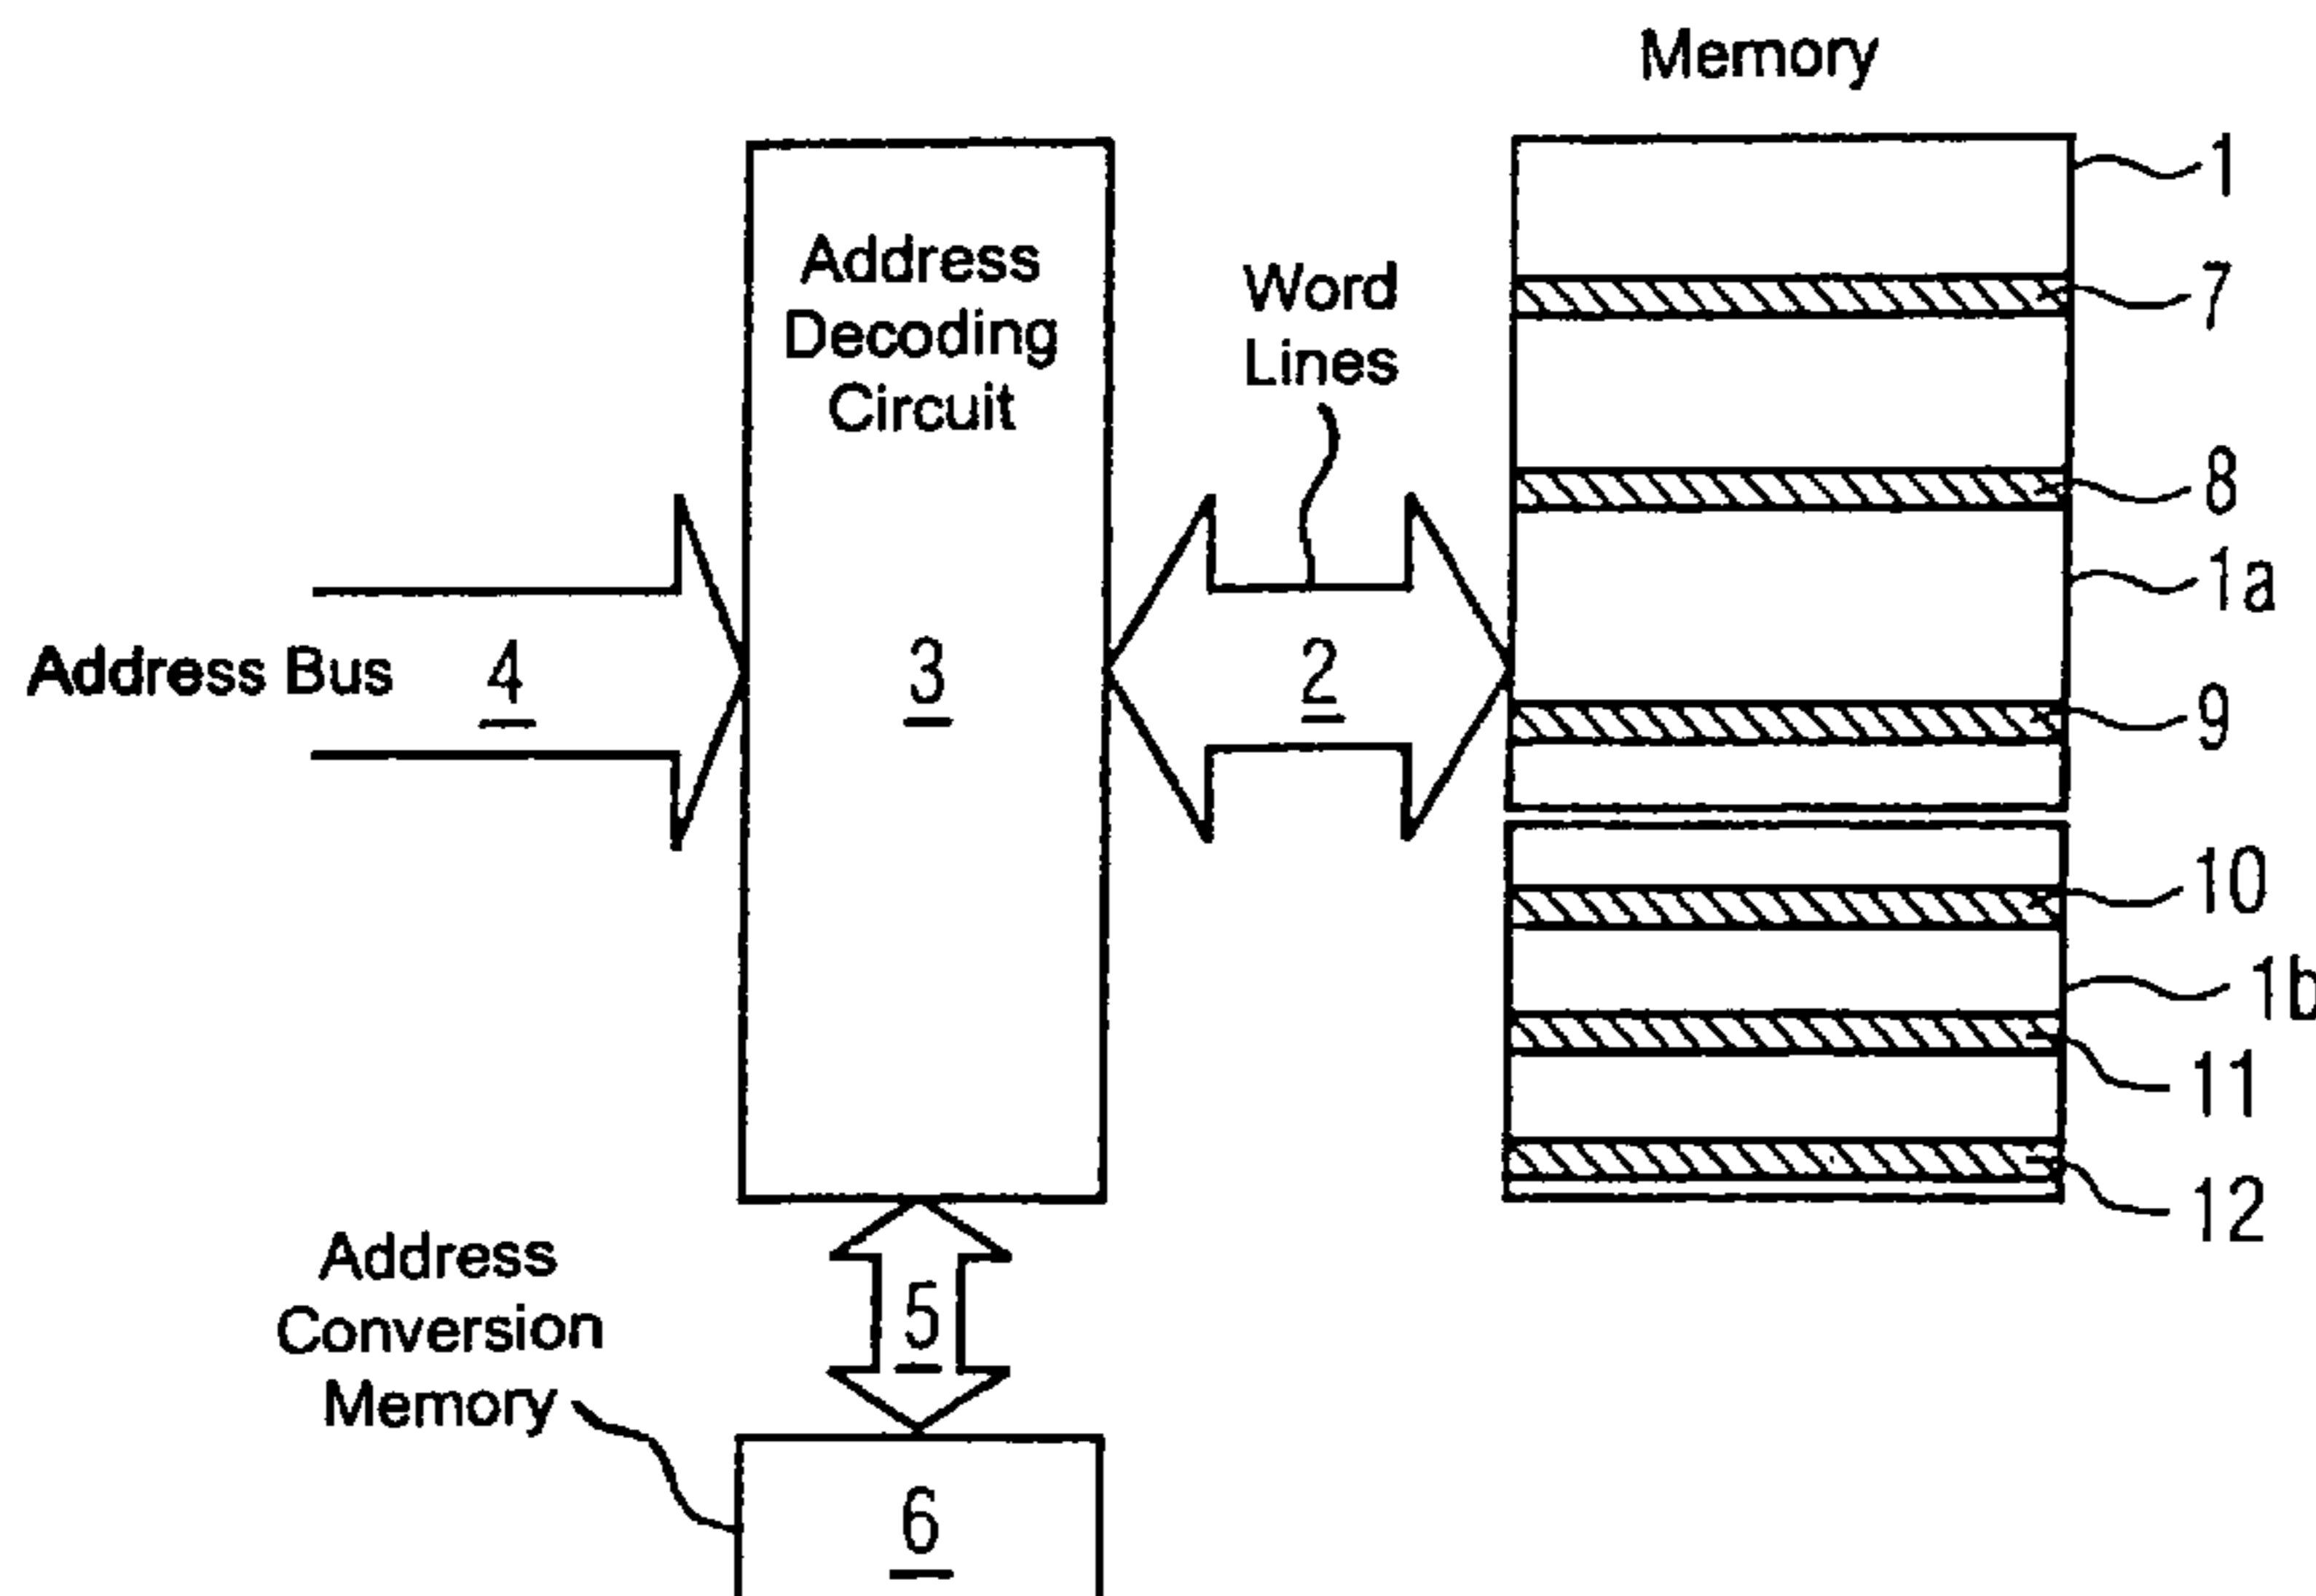 Memory
1
Address
Decoding
Circuit
Word
Lines
7
8
1a
Address Bus
4
3
2
9
10
1b
11
12
Address
Conversion
Memory
5
6